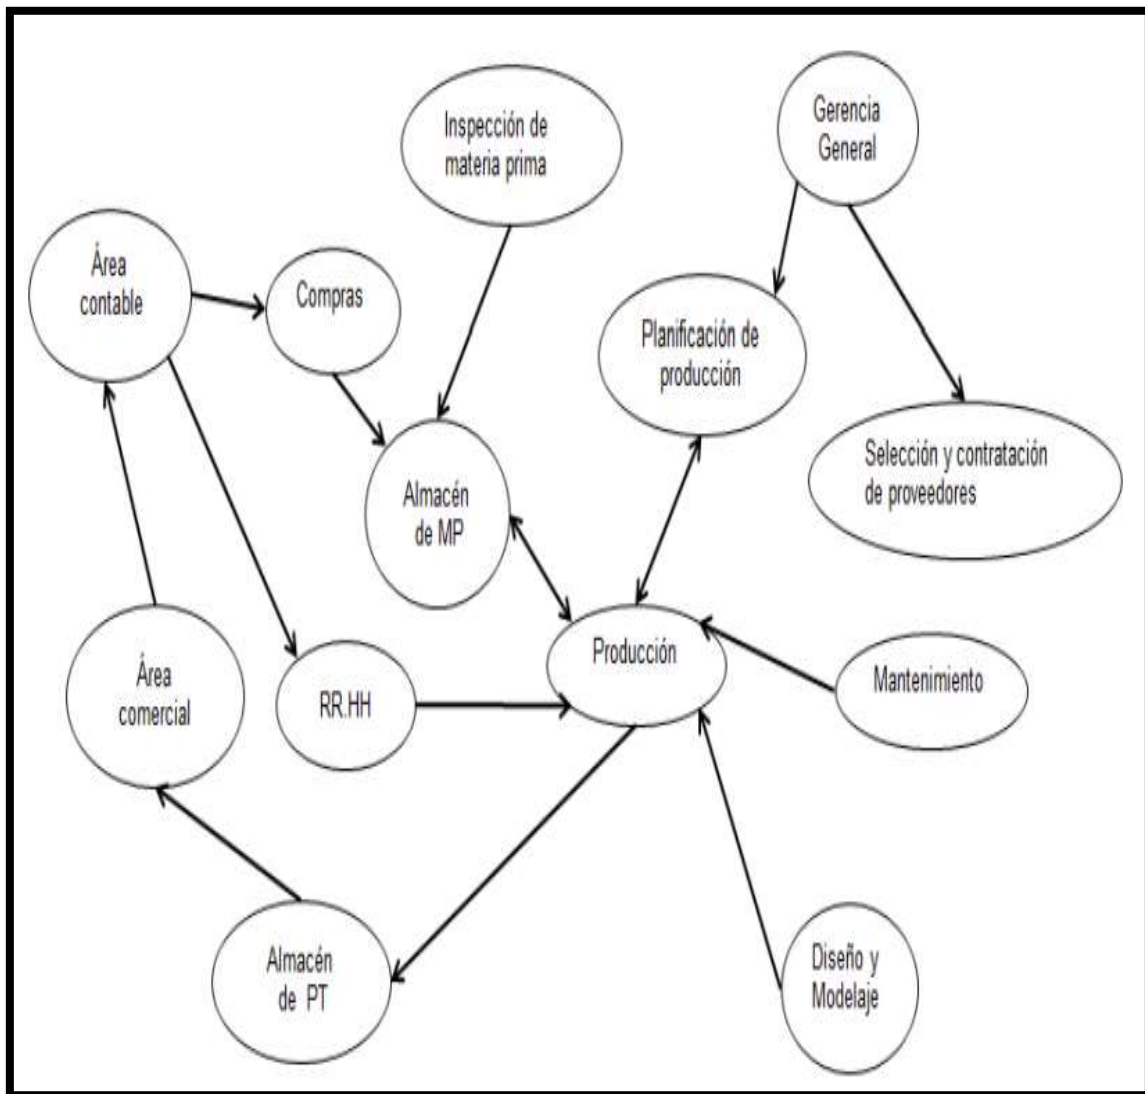 Inspección de
materia prima
Gerencia
General
Área
contable
Compras
Planificación de
producción
Selección y contratación
de proveedores
Almacén
de MP
Producción
Mantenimiento
Área
comercial
RR.HH
Almacén
de PT
Diseño y
Modelaje